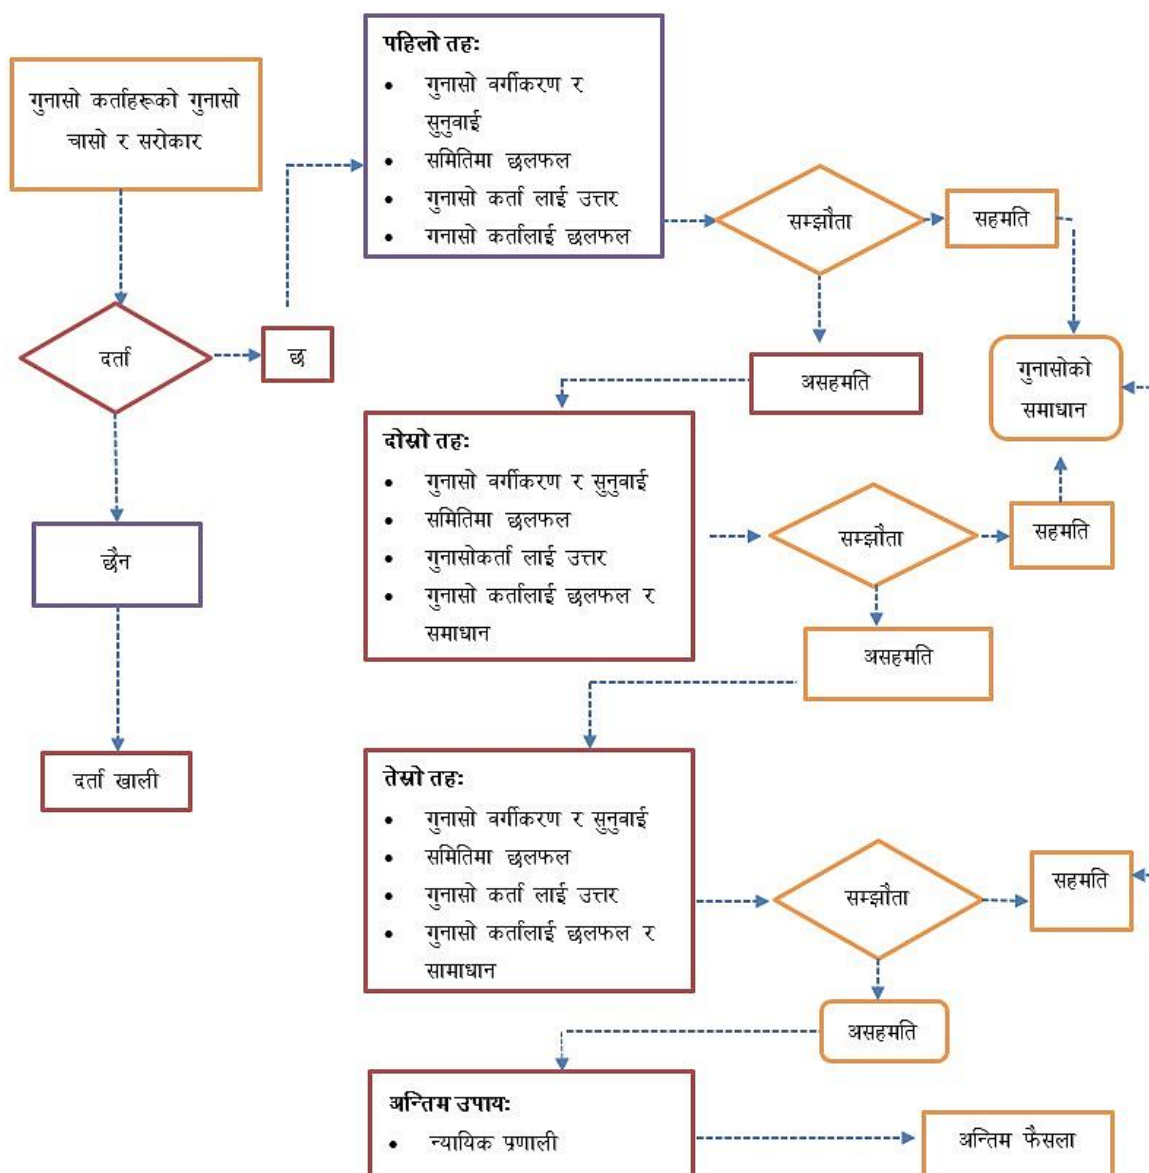 गुनासो कर्ताहरूको गुनासो
चासो र सरोकार
दर्ता
छ
छैन
दर्ता खाली
पहिलो तह:
• गुनासो वर्गीकरण र
सुनुवाई
• समितिमा छलफल
• गुनासो कर्ता लाई उत्तर
• गनासो कर्तालाई छलफल
सम्झौता
सहमति
असहमति
गुनासोको
समाधान
दोस्रो तह:
• गुनासो वर्गीकरण र सुनुवाई
• समितिमा छलफल
• गुनासोकर्ता लाई उत्तर
• गुनासो कर्तालाई छलफल र
समाधान
सम्झौता
सहमति
असहमति
तेस्रो तह:
• गुनासो वर्गीकरण र सुनुवाई
• समितिमा छलफल
• गुनासो कर्ता लाई उत्तर
• गुनासो कर्तालाई छलफल र
सामाधान
सम्झौता
सहमति
असहमति
अन्तिम उपाय:
• न्यायिक प्रणाली
अन्तिम फैसला